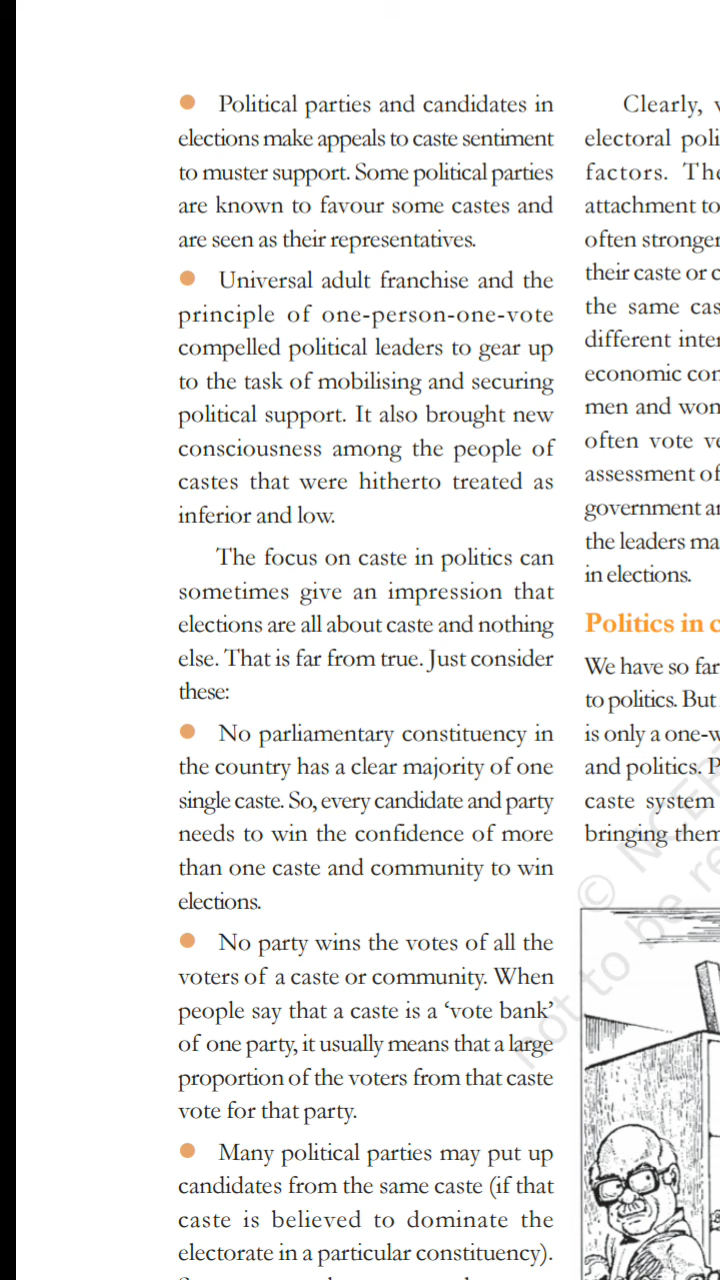 ● Political parties and candidates in
elections make appeals to caste sentiment
to muster support. Some political parties
are known to favour some castes and
are seen as their representatives.
● Universal adult franchise and the
principle of one-person-one-vote
compelled political leaders to gear up
to the task of mobilising and securing
political support. It also brought new
consciousness among the people of
castes that were hitherto treated as
inferior and low.
The focus on caste in politics can
sometimes give an impression that
elections are all about caste and nothing
else. That is far from true. Just consider
these:
● No parliamentary constituency in
the country has a clear majority of one
single caste. So, every candidate and party
needs to win the confidence of more
than one caste and community to win
elections.
● No party wins the votes of all the
voters of a caste or community. When
people say that a caste is a ‘vote bank’
of one party, it usually means that a large
proportion of the voters from that caste
vote for that party.
● Many political parties may put up
candidates from the same caste (if that
caste is believed to dominate the
electorate in a particular constituency).
Clearly,
electoral
factors.
attachment to
often
their caste or
the same
different
economic
men and
often vote
assessment of
government
the leaders
in elections.
Politics in
We have so far
to politics. But
is only a
and politics.
caste system
bringing them
© NCERT
not to be